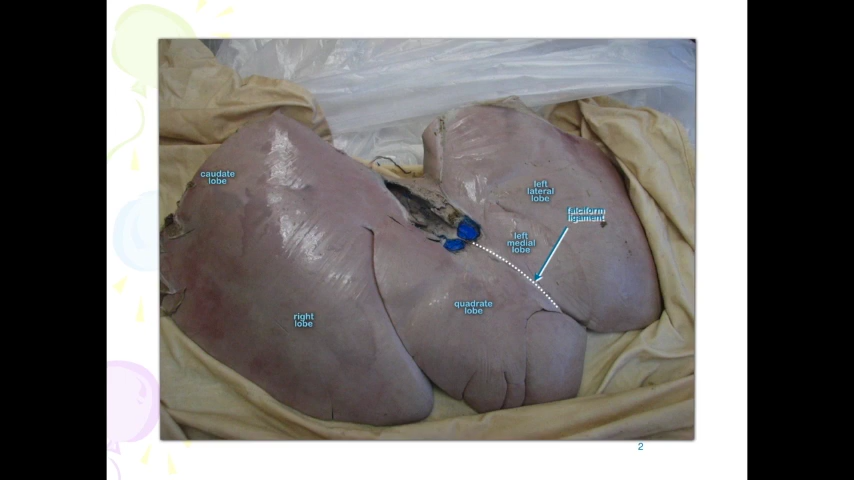 caudate
lobe
left
lateral
lobe
falciform
ligament
left
medial
lobe
quadrate
lobe
right
lobe
2